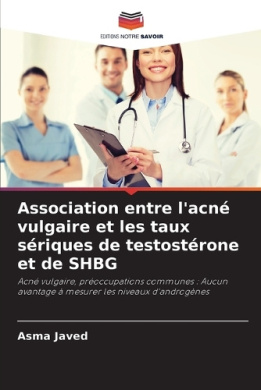 ÉDITIONS NOTRE SAVOIR
Association entre l'acné
vulgaire et les taux
sériques de testostérone
et de SHBG
Acné vulgaire, préoccupations communes : Aucun
avantage à mesurer les niveaux d'androgènes
Asma Javed